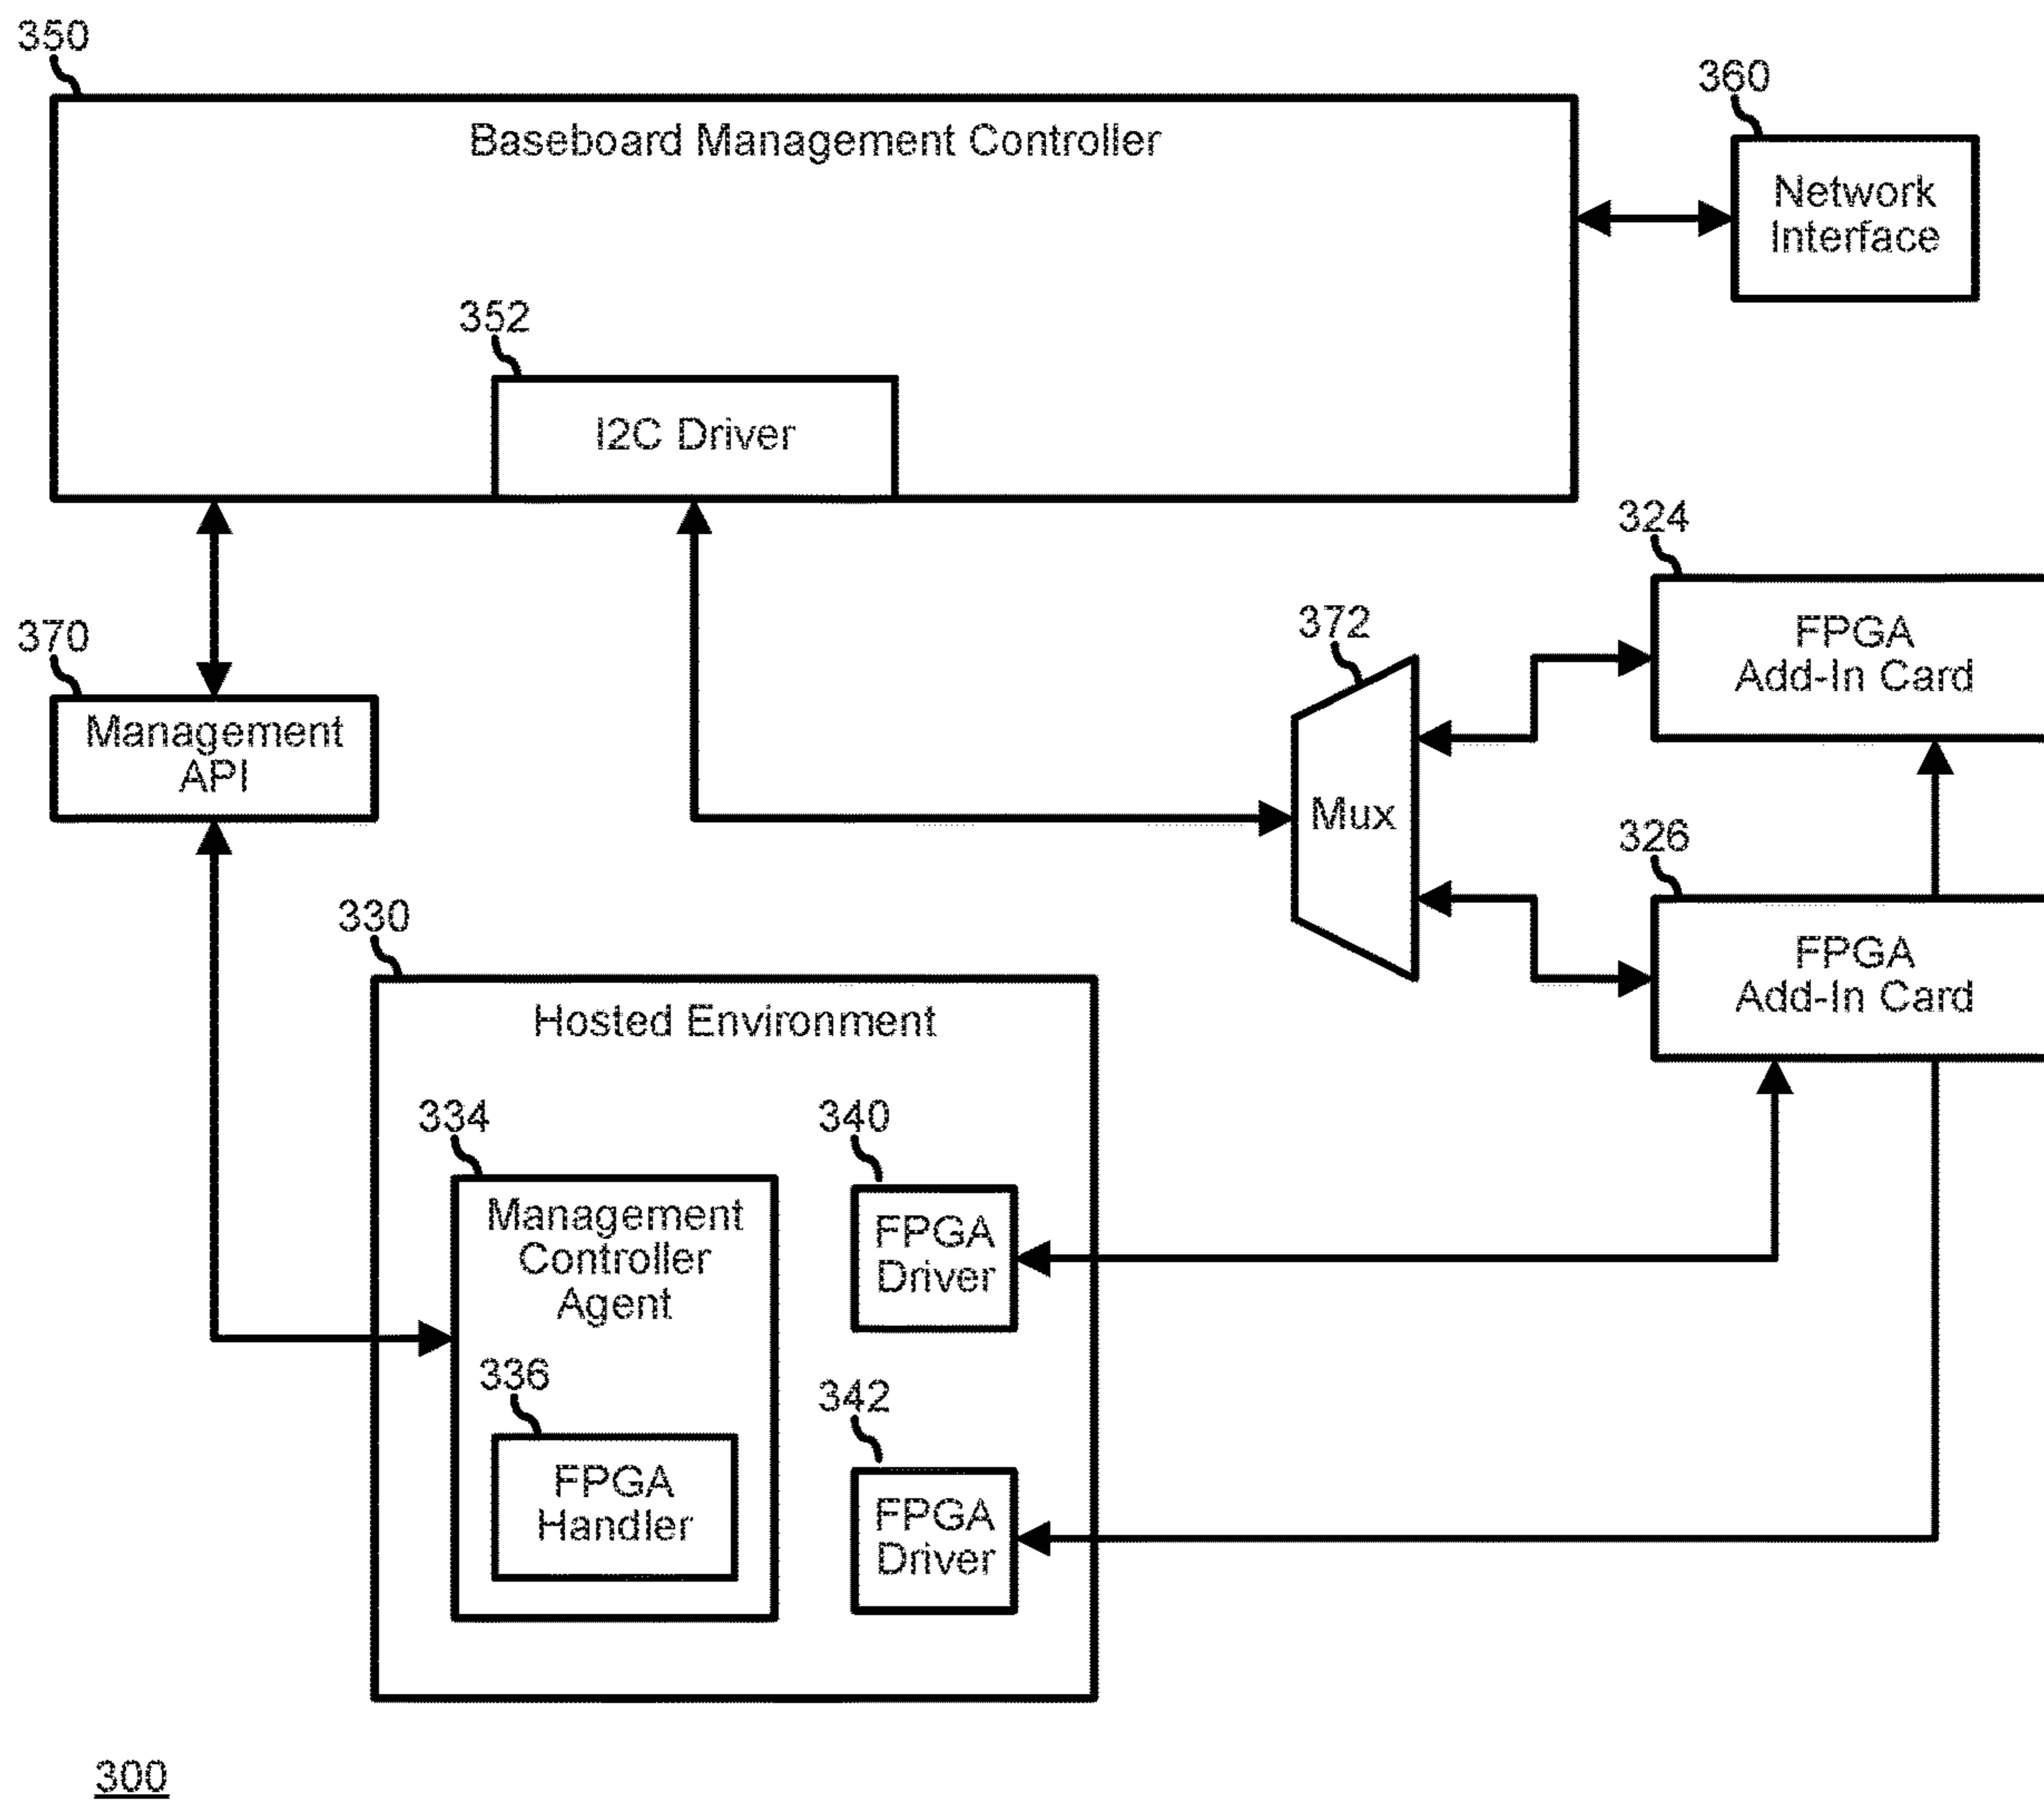 350
Baseboard Management Controller
360
Network
Interface
352
I2C Driver
324
FPGA
Add-In Card
372
Mux
370
Management
API
326
FPGA
Add-In Card
330
Hosted Environment
334
Management
Controller
Agent
340
FPGA
Driver
336
FPGA
Handler
342
FPGA
Driver
300